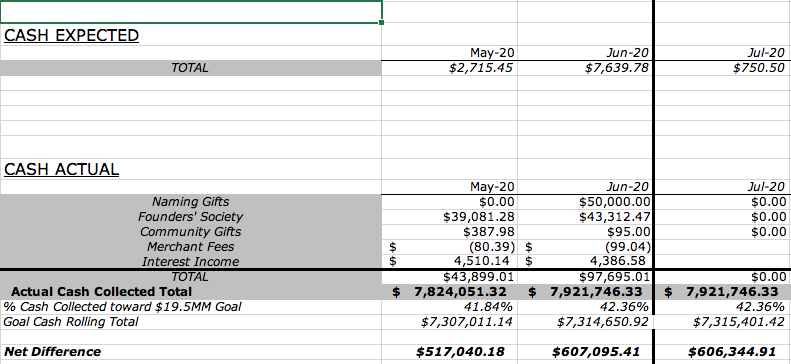 CASH EXPECTED
May-20 Jun-20 Jul-20
TOTAL $2,715.45 $7,639.78 $750.50
CASH ACTUAL
May-20 Jun-20 Jul-20
Naming Gifts $0.00 $50,000.00 $0.00
Founders' Society $39,081.28 $43,312.47 $0.00
Community Gifts $387.98 $95.00 $0.00
Merchant Fees $ (80.39) $ (99.04)
Interest Income $ 4,510.14 $ 4,386.58
TOTAL $43,899.01 $97,695.01 $0.00
Actual Cash Collected Total $ 7,824,051.32 $ 7,921,746.33 $ 7,921,746.33
% Cash Collected toward $19.5MM Goal 41.84% 42.36% 42.36%
Goal Cash Rolling Total $7,307,011.14 $7,314,650.92 $7,315,401.42
Net Difference $517,040.18 $607,095.41 $606,344.91